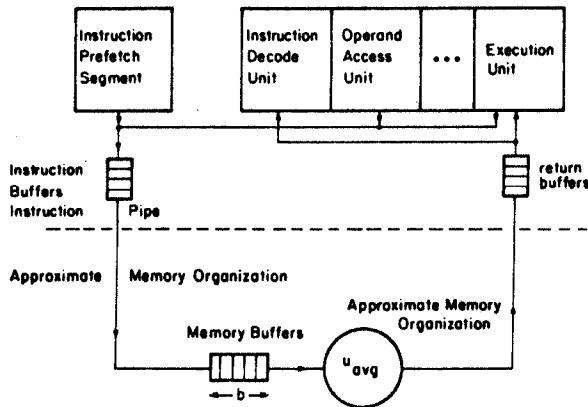 Instruction
Prefetch
Segment
Instruction
Decode
Unit
Operand
Access
Unit
•••
Execution
Unit
Instruction
Buffers
Instruction Pipe
return
buffers
Approximate Memory Organization
Approximate Memory
Organization
Memory Buffers
u avg
b